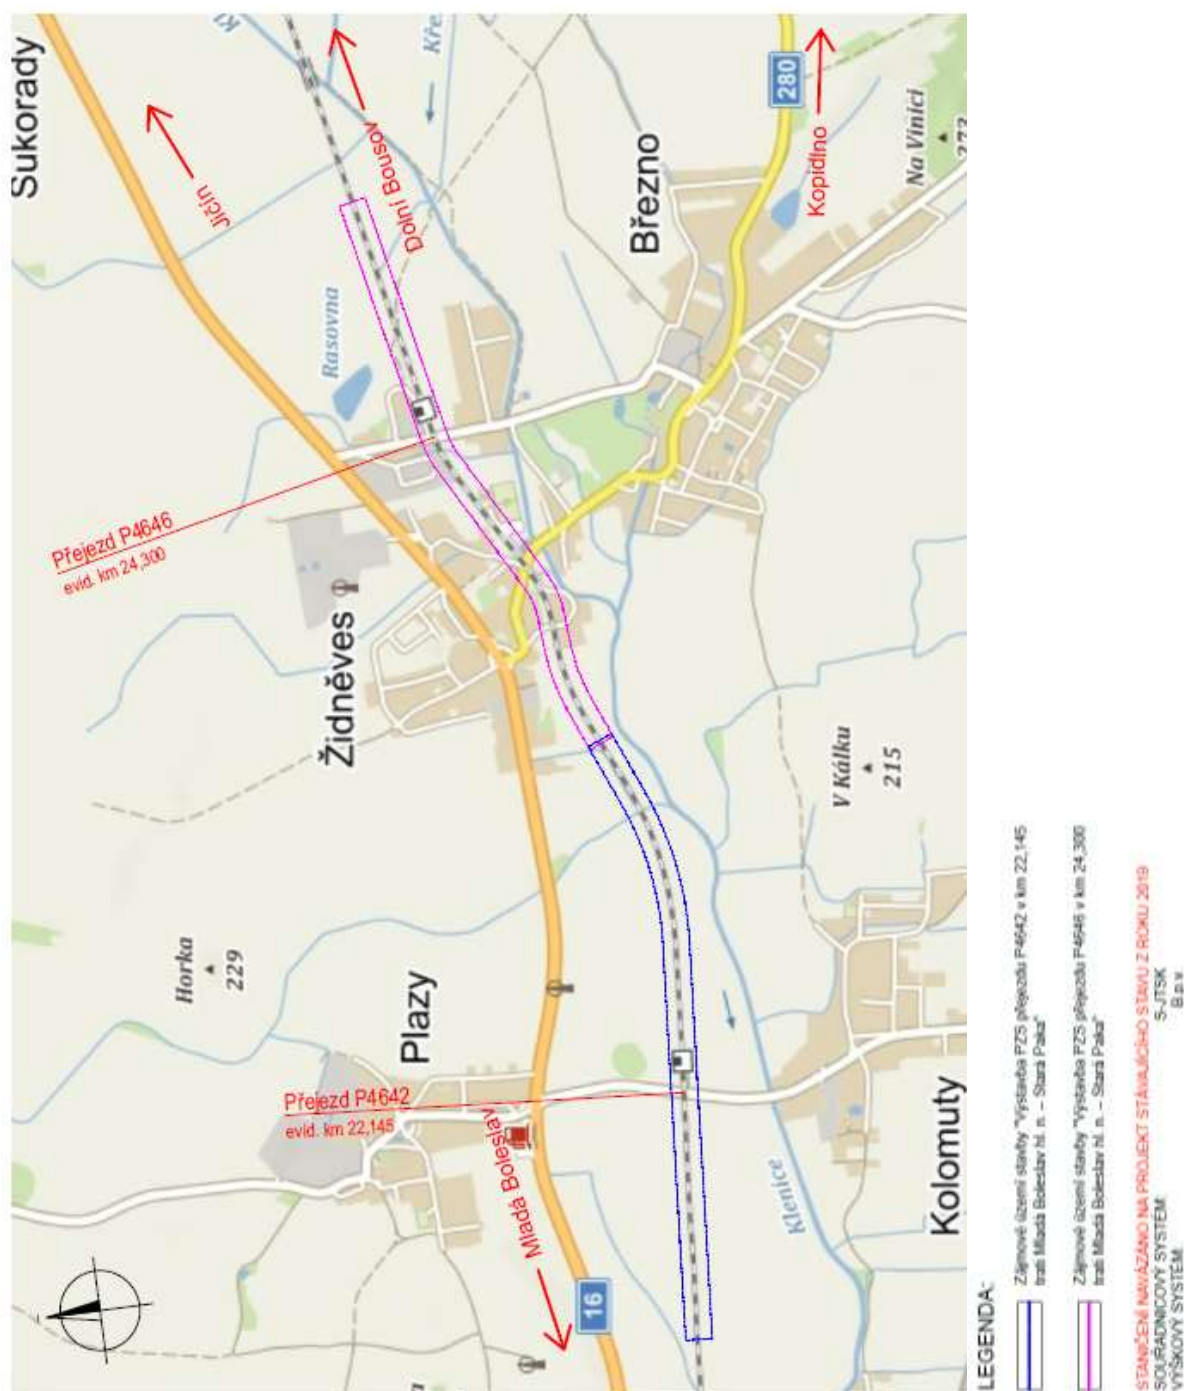 Sukorady
Jičín
Dolní Bousov
Kl
Kře
280
Kopidlno
Na Vinici
273
Březno
Rasovna
Přejezd P4646
evid. km 24,300
Židněves
V Kálku
215
Horka
229
Plazy
Přejezd P4642
evid. km 22,145
Mladá Boleslav
16
Klenice
Kolomuty
LEGENDA:
Zájmové území stavby "Výstavba PZS přejezdu P4642 v km 22,145
trati Mladá Boleslav hl. n. – Stará Paka"
Zájmové území stavby "Výstavba PZS přejezdu P4646 v km 24,300
trati Mladá Boleslav hl. n. – Stará Paka"
STANIČENÍ NAVÁZÁNO NA PROJEKT STÁVAJÍCÍHO STAVU Z ROKU 2019
SOUŘADNICOVÝ SYSTÉM: S-JTSK
VÝŠKOVÝ SYSTÉM: B.p.v.